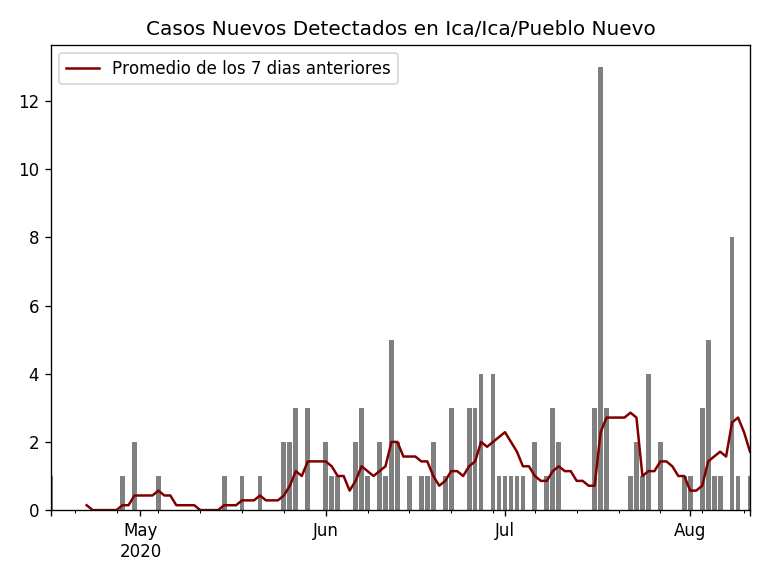 Casos Nuevos Detectados en Ica/Ica/Pueblo Nuevo
Promedio de los 7 dias anteriores
12
10
8
6
4
2
0
May Jun Jul Aug
2020